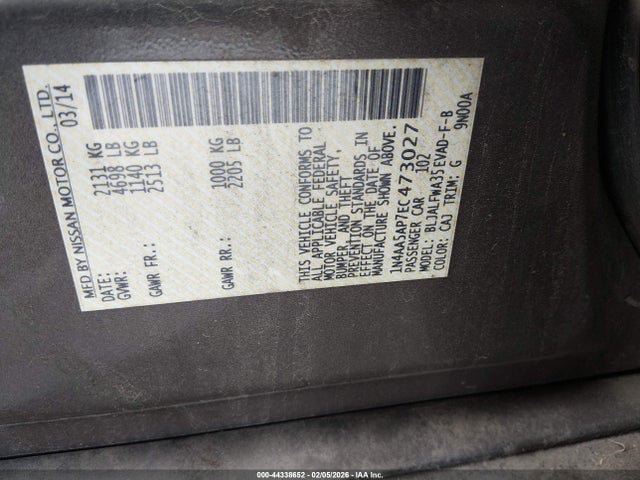 MFD BY NISSAN MOTOR CO., LTD.
DATE: 03/14
GVWR: 2131 KG
4698 LB
GAWR FR.: 1140 KG
2513 LB
GAWR RR.: 1000 KG
2205 LB
THIS VEHICLE CONFORMS TO
ALL APPLICABLE FEDERAL
MOTOR VEHICLE SAFETY,
BUMPER, AND THEFT
PREVENTION STANDARDS IN
EFFECT ON THE DATE OF
MANUFACTURE SHOWN ABOVE.
1N4AA5AP7EC473027
PASSENGER CAR 102
MODEL: BLJALFWA35EVAD-F-B
COLOR: CAJ TRIM: G 9N00A
000-44338652 - 02/05/2026 - IAA Inc.